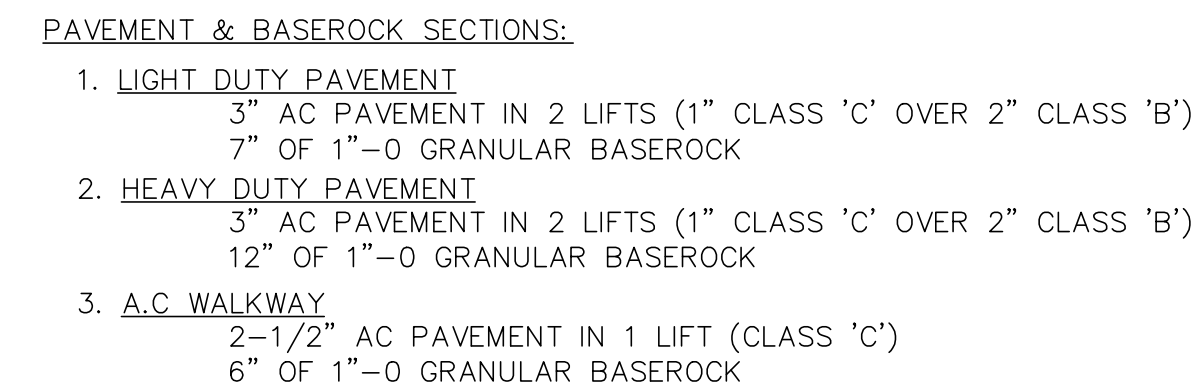 PAVEMENT & BASEROCK SECTIONS:
1. LIGHT DUTY PAVEMENT
3" AC PAVEMENT IN 2 LIFTS (1" CLASS 'C' OVER 2" CLASS 'B')
7" OF 1"-0 GRANULAR BASEROCK
2. HEAVY DUTY PAVEMENT
3" AC PAVEMENT IN 2 LIFTS (1" CLASS 'C' OVER 2" CLASS 'B')
12" OF 1"-0 GRANULAR BASEROCK
3. A.C WALKWAY
2-1/2" AC PAVEMENT IN 1 LIFT (CLASS 'C')
6" OF 1"-0 GRANULAR BASEROCK